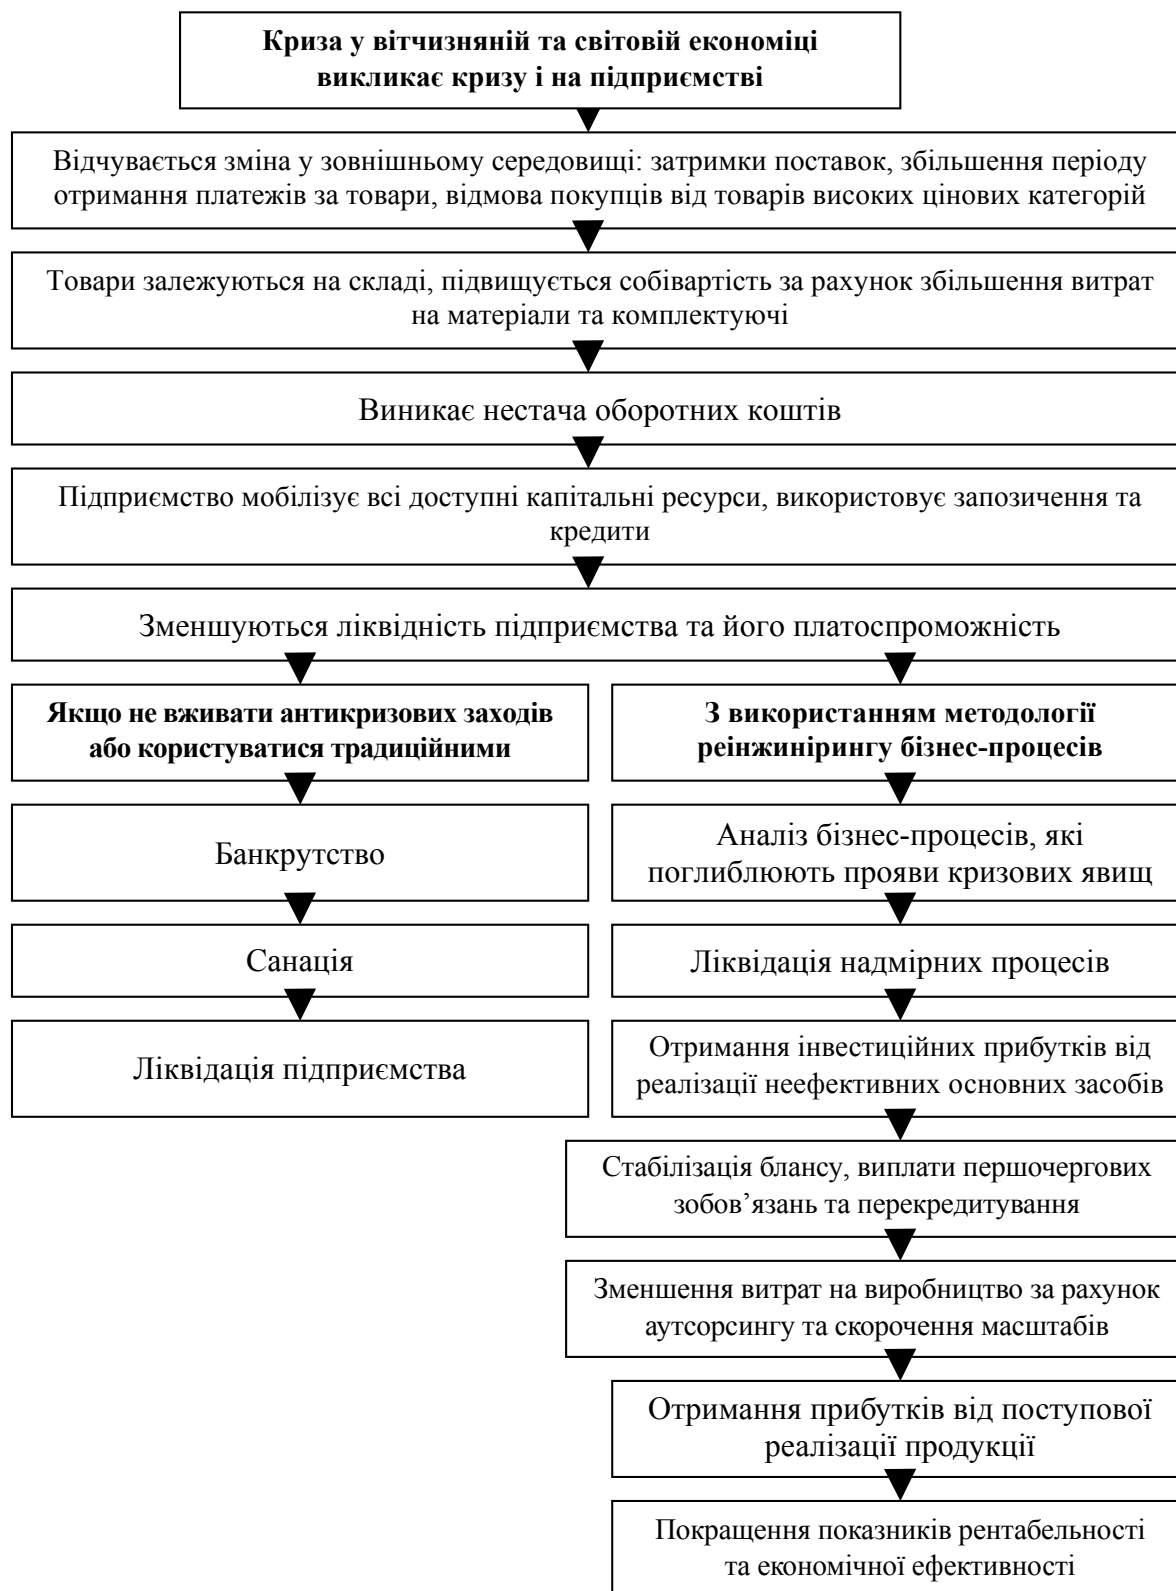 Криза у вітчизняній та світовій економіці
викликає кризу і на підприємстві
Відчувається зміна у зовнішньому середовищі: затримки поставок, збільшення періоду
отримання платежів за товари, відмова покупців від товарів високих цінових категорій
Товари залежуються на складі, підвищується собівартість за рахунок збільшення витрат
на матеріали та комплектуючі
Виникає нестача оборотних коштів
Підприємство мобілізує всі доступні капітальні ресурси, використовує запозичення та
кредити
Зменшуються ліквідність підприємства та його платоспроможність
Якщо не вживати антикризових заходів
або користуватися традиційними
Банкрутство
Санація
Ліквідація підприємства
З використанням методології
реінжинірингу бізнес-процесів
Аналіз бізнес-процесів, які
поглиблюють прояви кризових явищ
Ліквідація надмірних процесів
Отримання інвестиційних прибутків від
реалізації неефективних основних засобів
Стабілізація блансу, виплати першочергових
зобов’язань та перекредитування
Зменшення витрат на виробництво за рахунок
аутсорсингу та скорочення масштабів
Отримання прибутків від поступової
реалізації продукції
Покращення показників рентабельності
та економічної ефективності